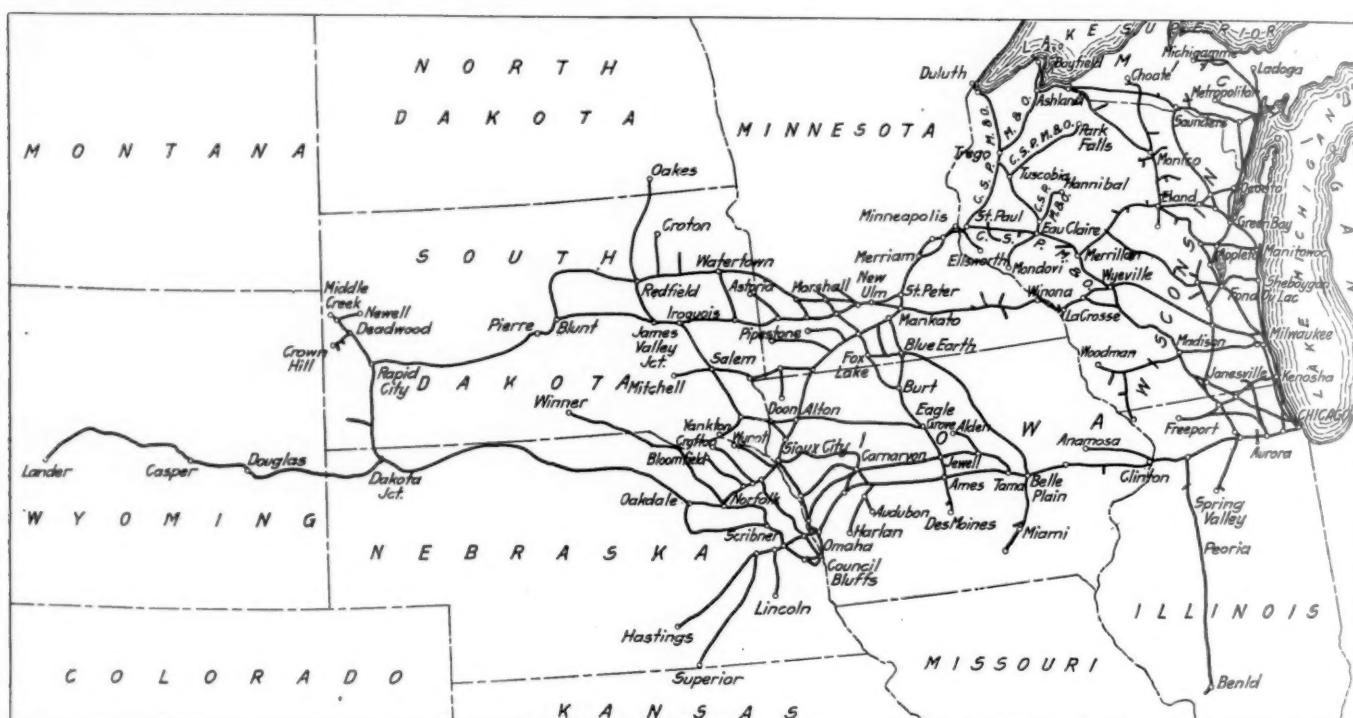 NORTH
DAKOTA
MONTANA
MINNESOTA
LAKE SUPERIOR
Duluth
Bayfield
Ashland
Michigamme
Choate
Ladoga
Metropolitan
Saunders
M. & O.
C. S. P. M. & O.
C. S. P. M. & O.
Park
Falls
Trego
Tuscobia
Hannibal
Monico
Eland
Oakes
Croton
SOUTH
DAKOTA
Minneapolis
St. Paul
Eau Claire
Green Bay
Merriam
Ellsworth
Mondovi
Merrillan
Appleton
Manitowoc
Watertown
Astoria
Marshall
New
Ulm
St. Peter
Winona
Wyeville
Sheboygan
Fond Du Lac
Redfield
Middle
Creek
Newell
Deadwood
Crown
Hill
Rapid
City
Pierre
Blunt
James
Valley Jct.
Iroquois
Pipestone
Mankato
La Crosse
Milwaukee
Madison
Blue Earth
Woodman
Fox
Lake
Salem
Mitchell
Burt
Janesville
Kenosha
WISCONSIN
LAKE MICHIGAN
Winner
Doon
Alton
Eagle
Grove
Alden
IOWA
Freeport
CHICAGO
Yankton
Crofton
Wynot
Bloomfield
Sioux City
Carnarvon
Jewell
Anamosa
Aurora
Lander
Casper
Douglas
Dakota
Jct.
Oakdale
Norfolk
Ames
Tama
Belle
Plain
Clinton
WYOMING
Audubon
Harlan
Des Moines
Miami
Spring
Valley
Peoria
NEBRASKA
Scribner
Omaha
Council
Bluffs
Lincoln
ILLINOIS
Hastings
Superior
MISSOURI
COLORADO
KANSAS
Benld